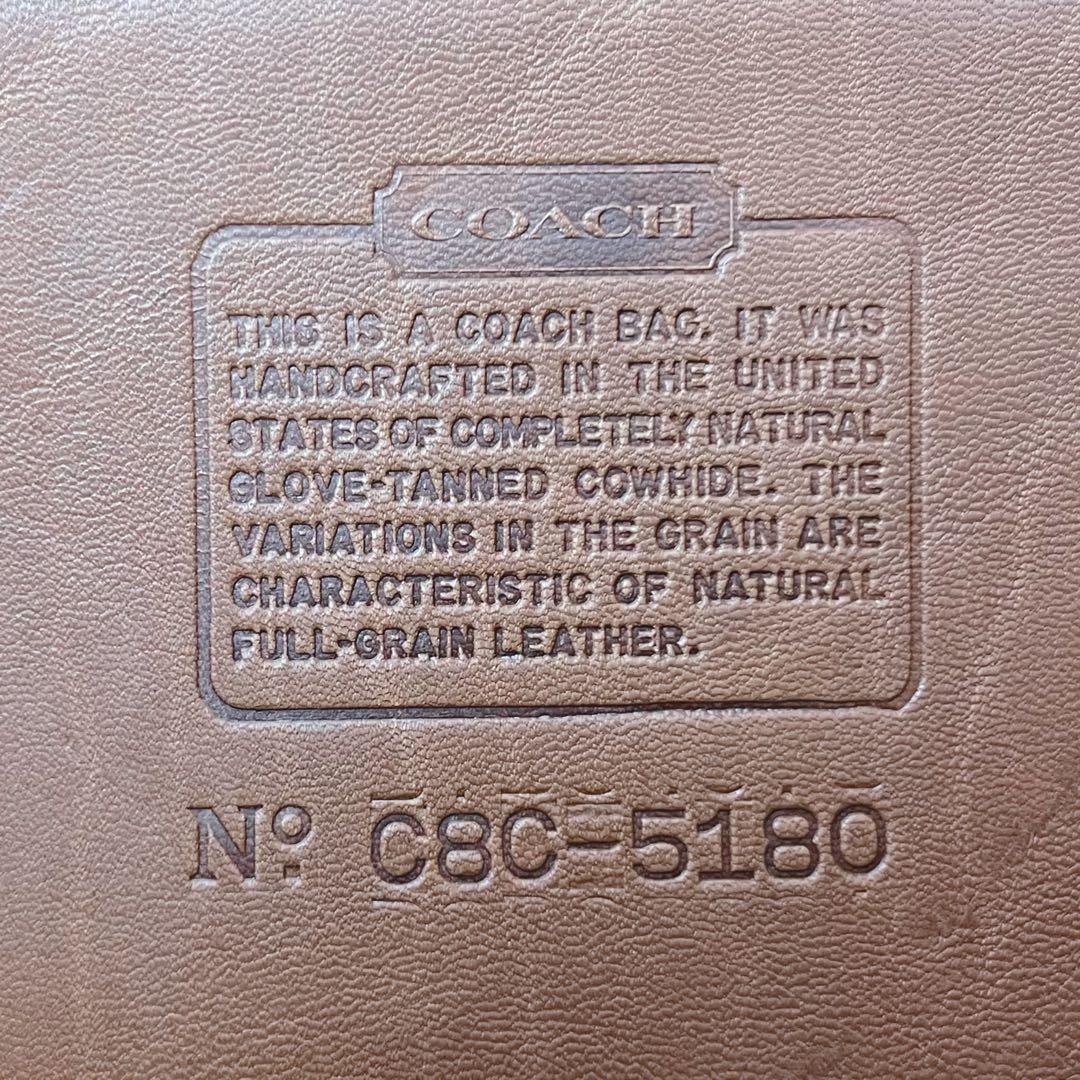 COACH
THIS IS A COACH BAG. IT WAS
HANDCRAFTED IN THE UNITED
STATES OF COMPLETELY NATURAL
GLOVE-TANNED COWHIDE. THE
VARIATIONS IN THE GRAIN ARE
CHARACTERISTIC OF NATURAL
FULL-GRAIN LEATHER.
Nº. C8C-5180